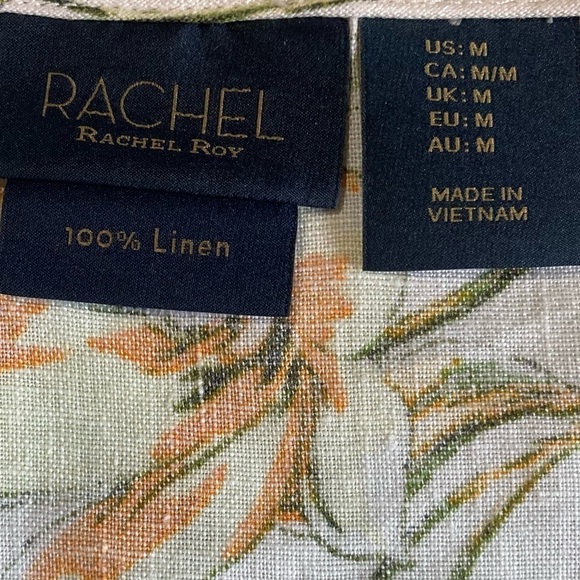 RACHEL
RACHEL ROY
100% Linen
US: M
CA: M/M
UK: M
EU: M
AU: M
MADE IN
VIETNAM